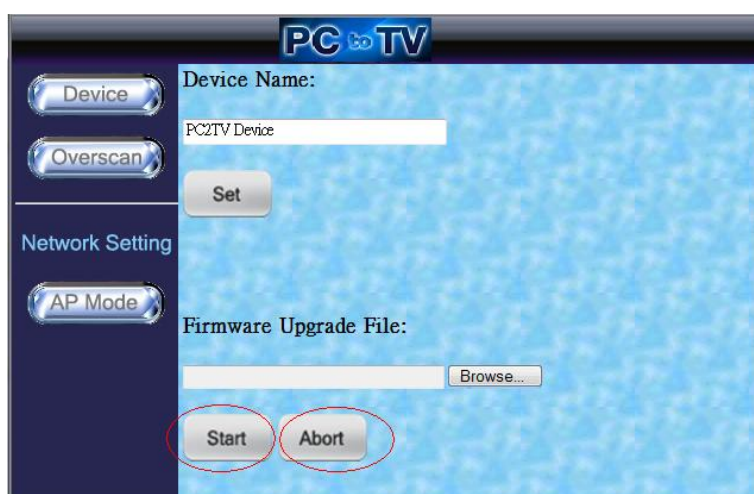 PC to TV
Device
Overscan
Network Setting
AP Mode
Device Name:
PC2TV Device
Set
Firmware Upgrade File:
Browse...
Start Abort